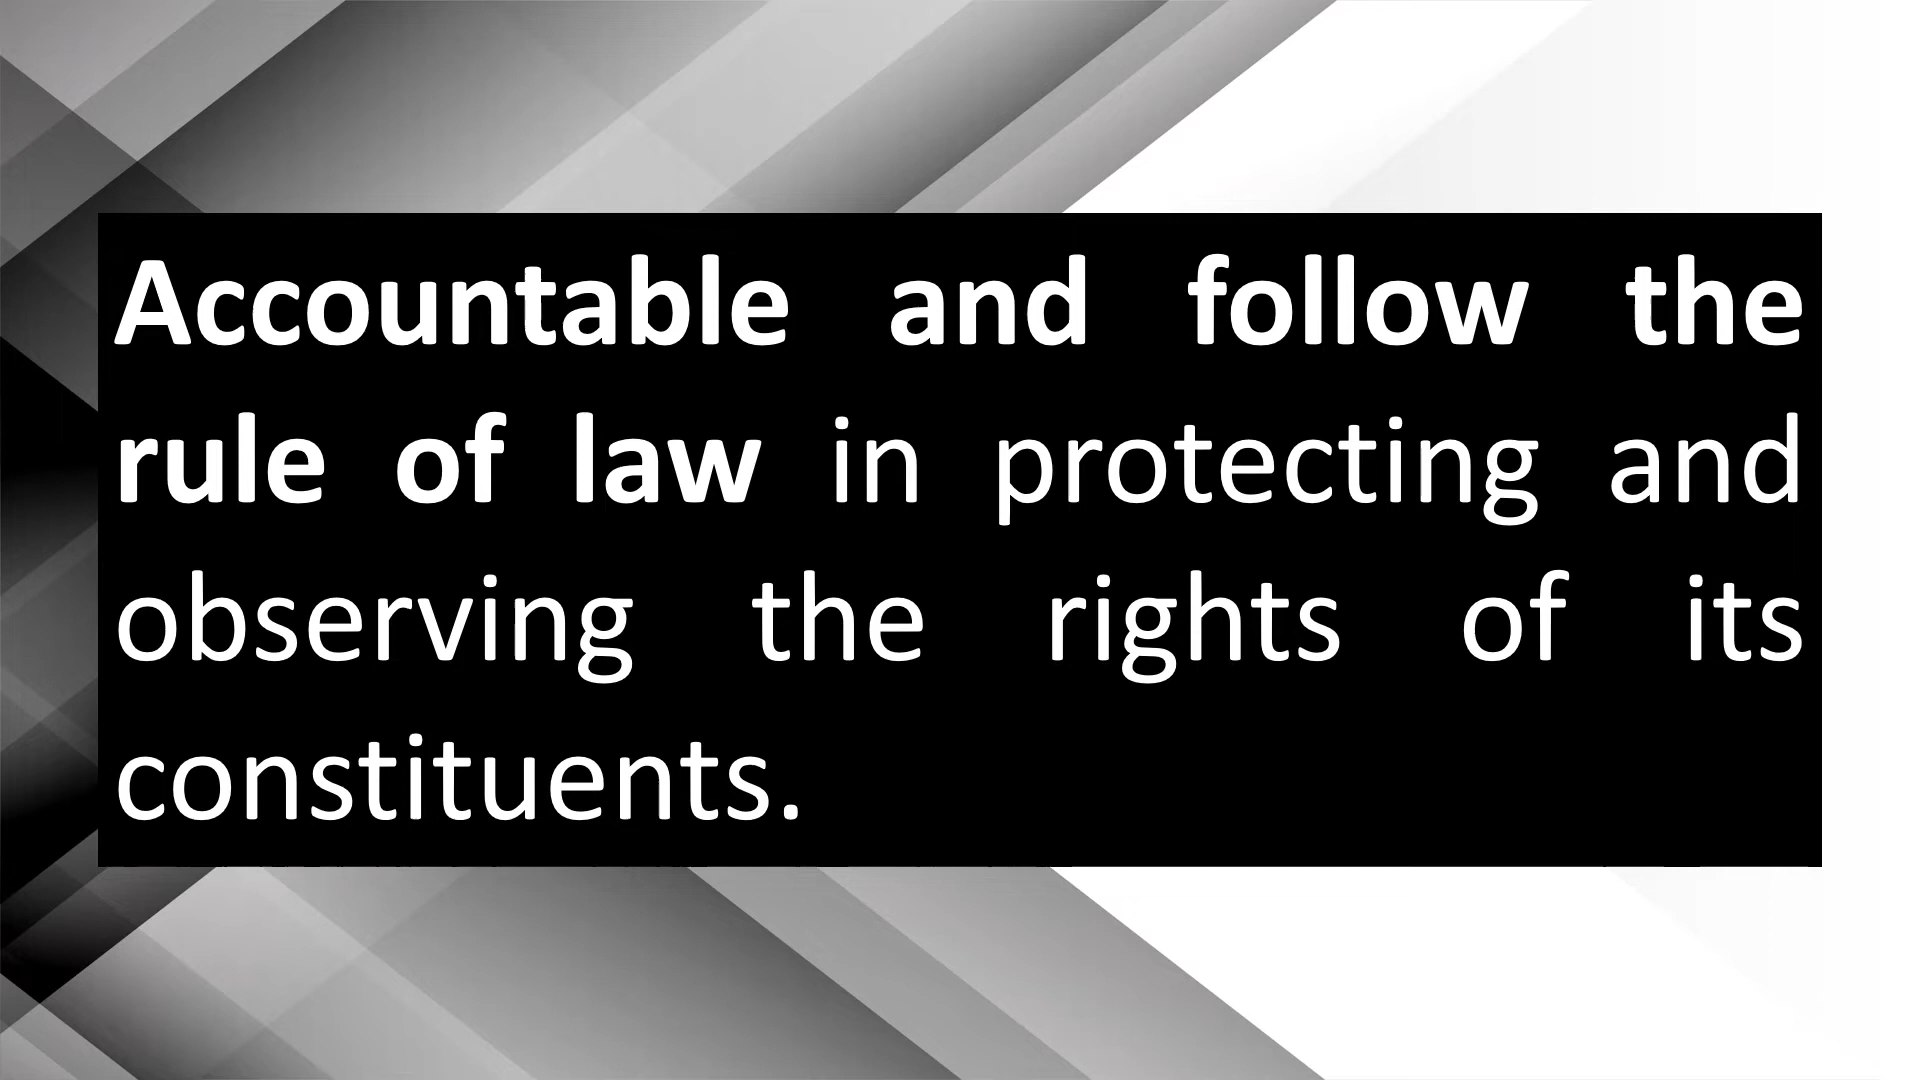 Accountable and follow the
rule of law in protecting and
observing the rights of its
constituents.